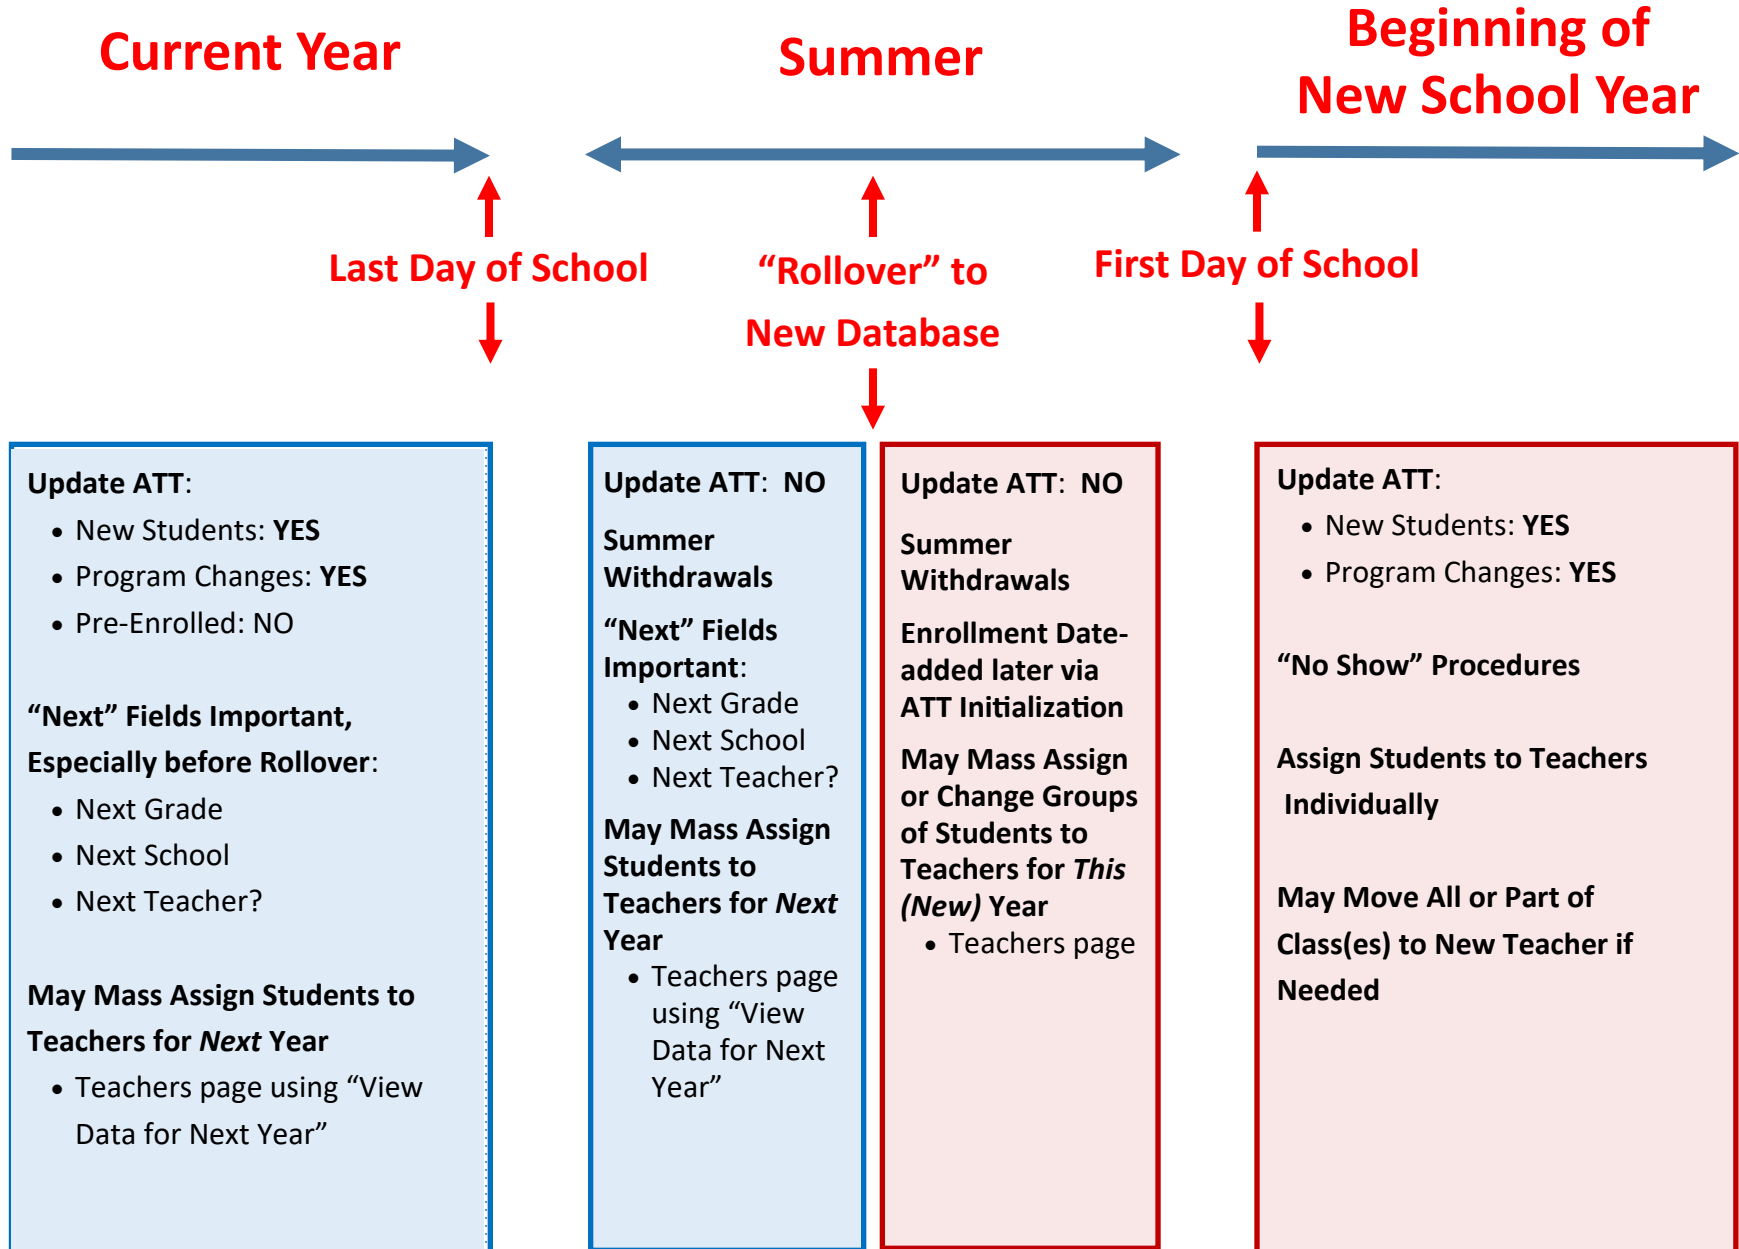 Current Year
Summer
Beginning of
New School Year
Last Day of School
“Rollover” to
New Database
First Day of School
Update ATT:
• New Students: YES
• Program Changes: YES
• Pre-Enrolled: NO
“Next” Fields Important,
Especially before Rollover:
• Next Grade
• Next School
• Next Teacher?
May Mass Assign Students to
Teachers for Next Year
• Teachers page using “View
Data for Next Year”
Update ATT: NO
Summer
Withdrawals
“Next” Fields
Important:
• Next Grade
• Next School
• Next Teacher?
May Mass Assign
Students to
Teachers for Next
Year
• Teachers page
using “View
Data for Next
Year”
Update ATT: NO
Summer
Withdrawals
Enrollment Date-
added later via
ATT Initialization
May Mass Assign
or Change Groups
of Students to
Teachers for This
(New) Year
• Teachers page
Update ATT:
• New Students: YES
• Program Changes: YES
“No Show” Procedures
Assign Students to Teachers
Individually
May Move All or Part of
Class(es) to New Teacher if
Needed